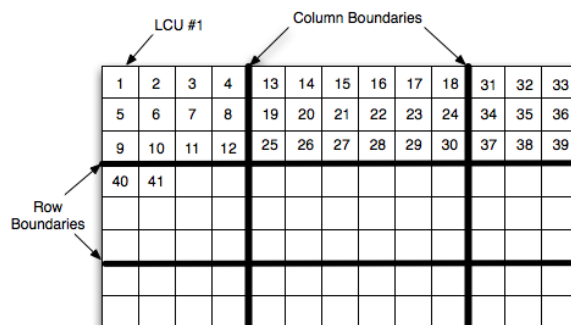 LCU #1
Column Boundaries
1 2 3 4 13 14 15 16 17 18 31 32 33
5 6 7 8 19 20 21 22 23 24 34 35 36
9 10 11 12 25 26 27 28 29 30 37 38 39
40 41
Row
Boundaries